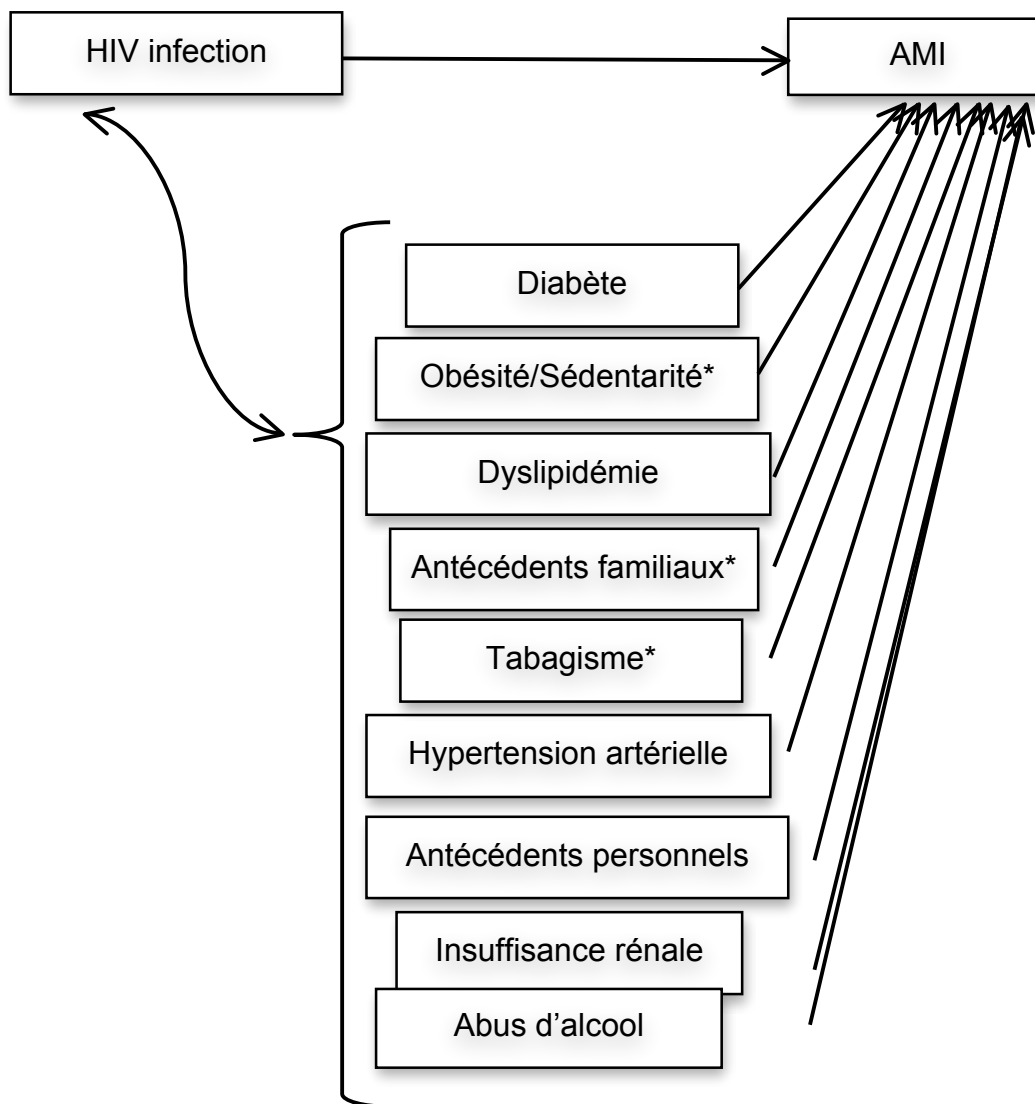 HIV infection
AMI
Diabète
Obésité/Sédentarité*
Dyslipidémie
Antécédents familiaux*
Tabagisme*
Hypertension artérielle
Antécédents personnels
Insuffisance rénale
Abus d’alcool